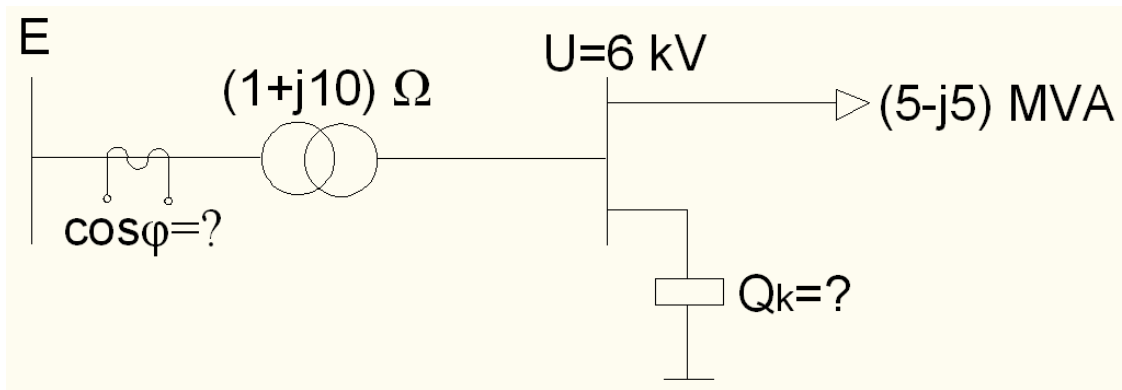 E
U=6 kV
(1+j10) Ω
(5-j5) MVA
cosφ=?
Qk=?